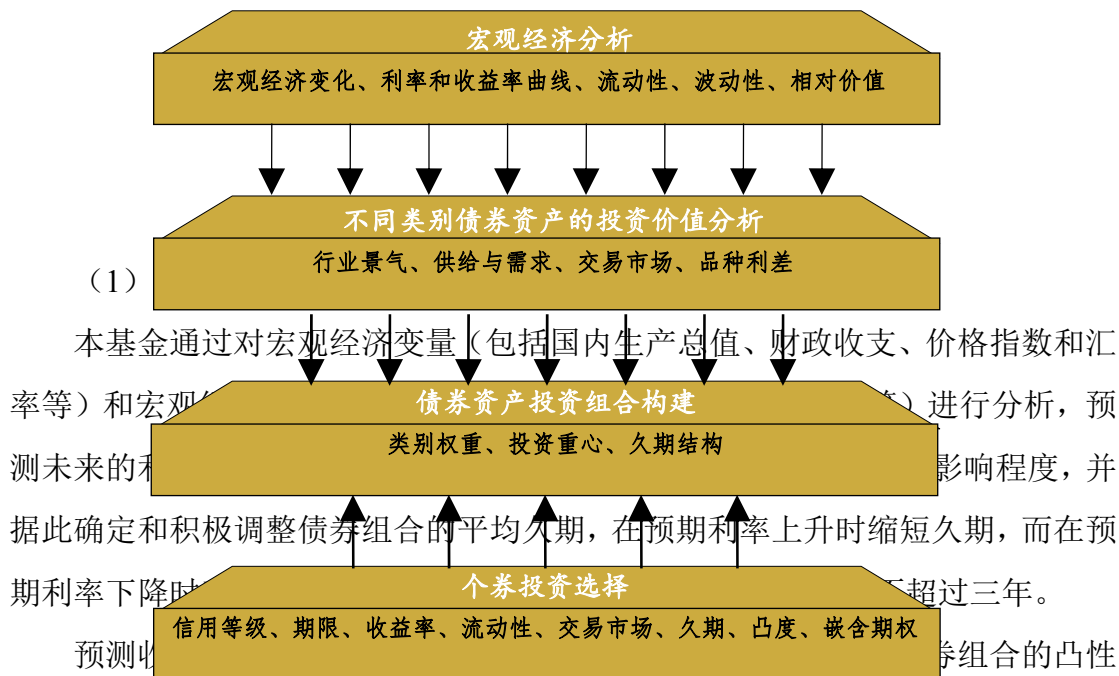 宏观经济分析
宏观经济变化、利率和收益率曲线、流动性、波动性、相对价值
不同类别债券资产的投资价值分析
行业景气、供给与需求、交易市场、品种利差
（1）
本基金通过对宏观经济变量（包括国内生产总值、财政收支、价格指数和汇
率等）和宏观 ）进行分析，预
债券资产投资组合构建
类别权重、投资重心、久期结构
测未来的 影响程度，并
据此确定和积极调整债券组合的平均久期，在预期利率上升时缩短久期，而在预
期利率下降时 超过三年。
个券投资选择
信用等级、期限、收益率、流动性、交易市场、久期、凸度、嵌含期权
预测 券组合的凸性